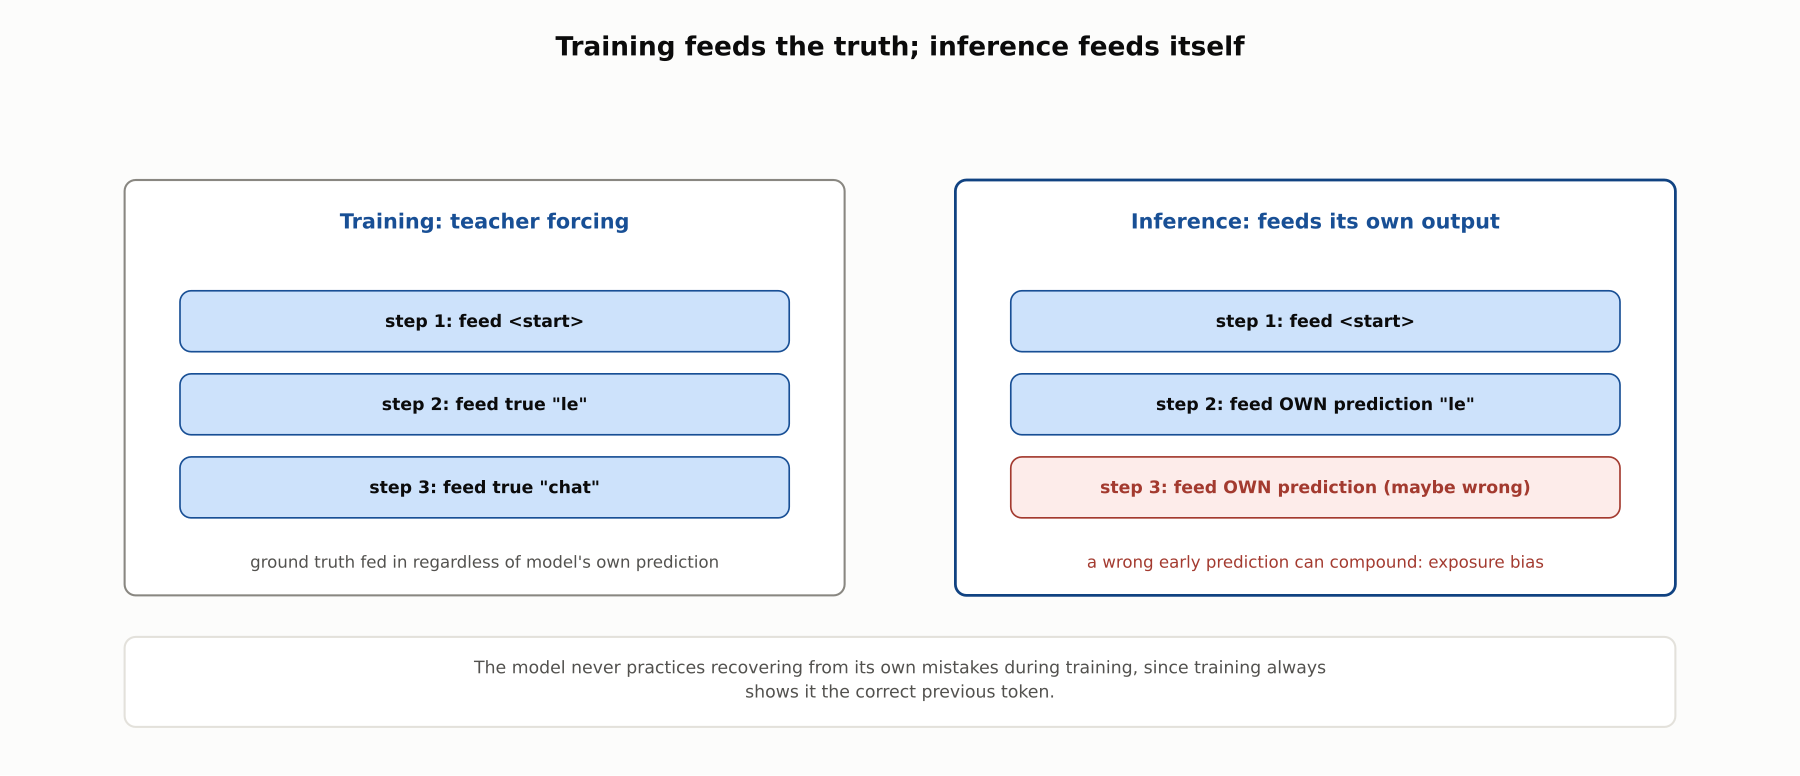 Training feeds the truth; inference feeds itself
Training: teacher forcing
step 1: feed <start>
step 2: feed true "le"
step 3: feed true "chat"
ground truth fed in regardless of model's own prediction
Inference: feeds its own output
step 1: feed <start>
step 2: feed OWN prediction "le"
step 3: feed OWN prediction (maybe wrong)
a wrong early prediction can compound: exposure bias
The model never practices recovering from its own mistakes during training, since training always
shows it the correct previous token.